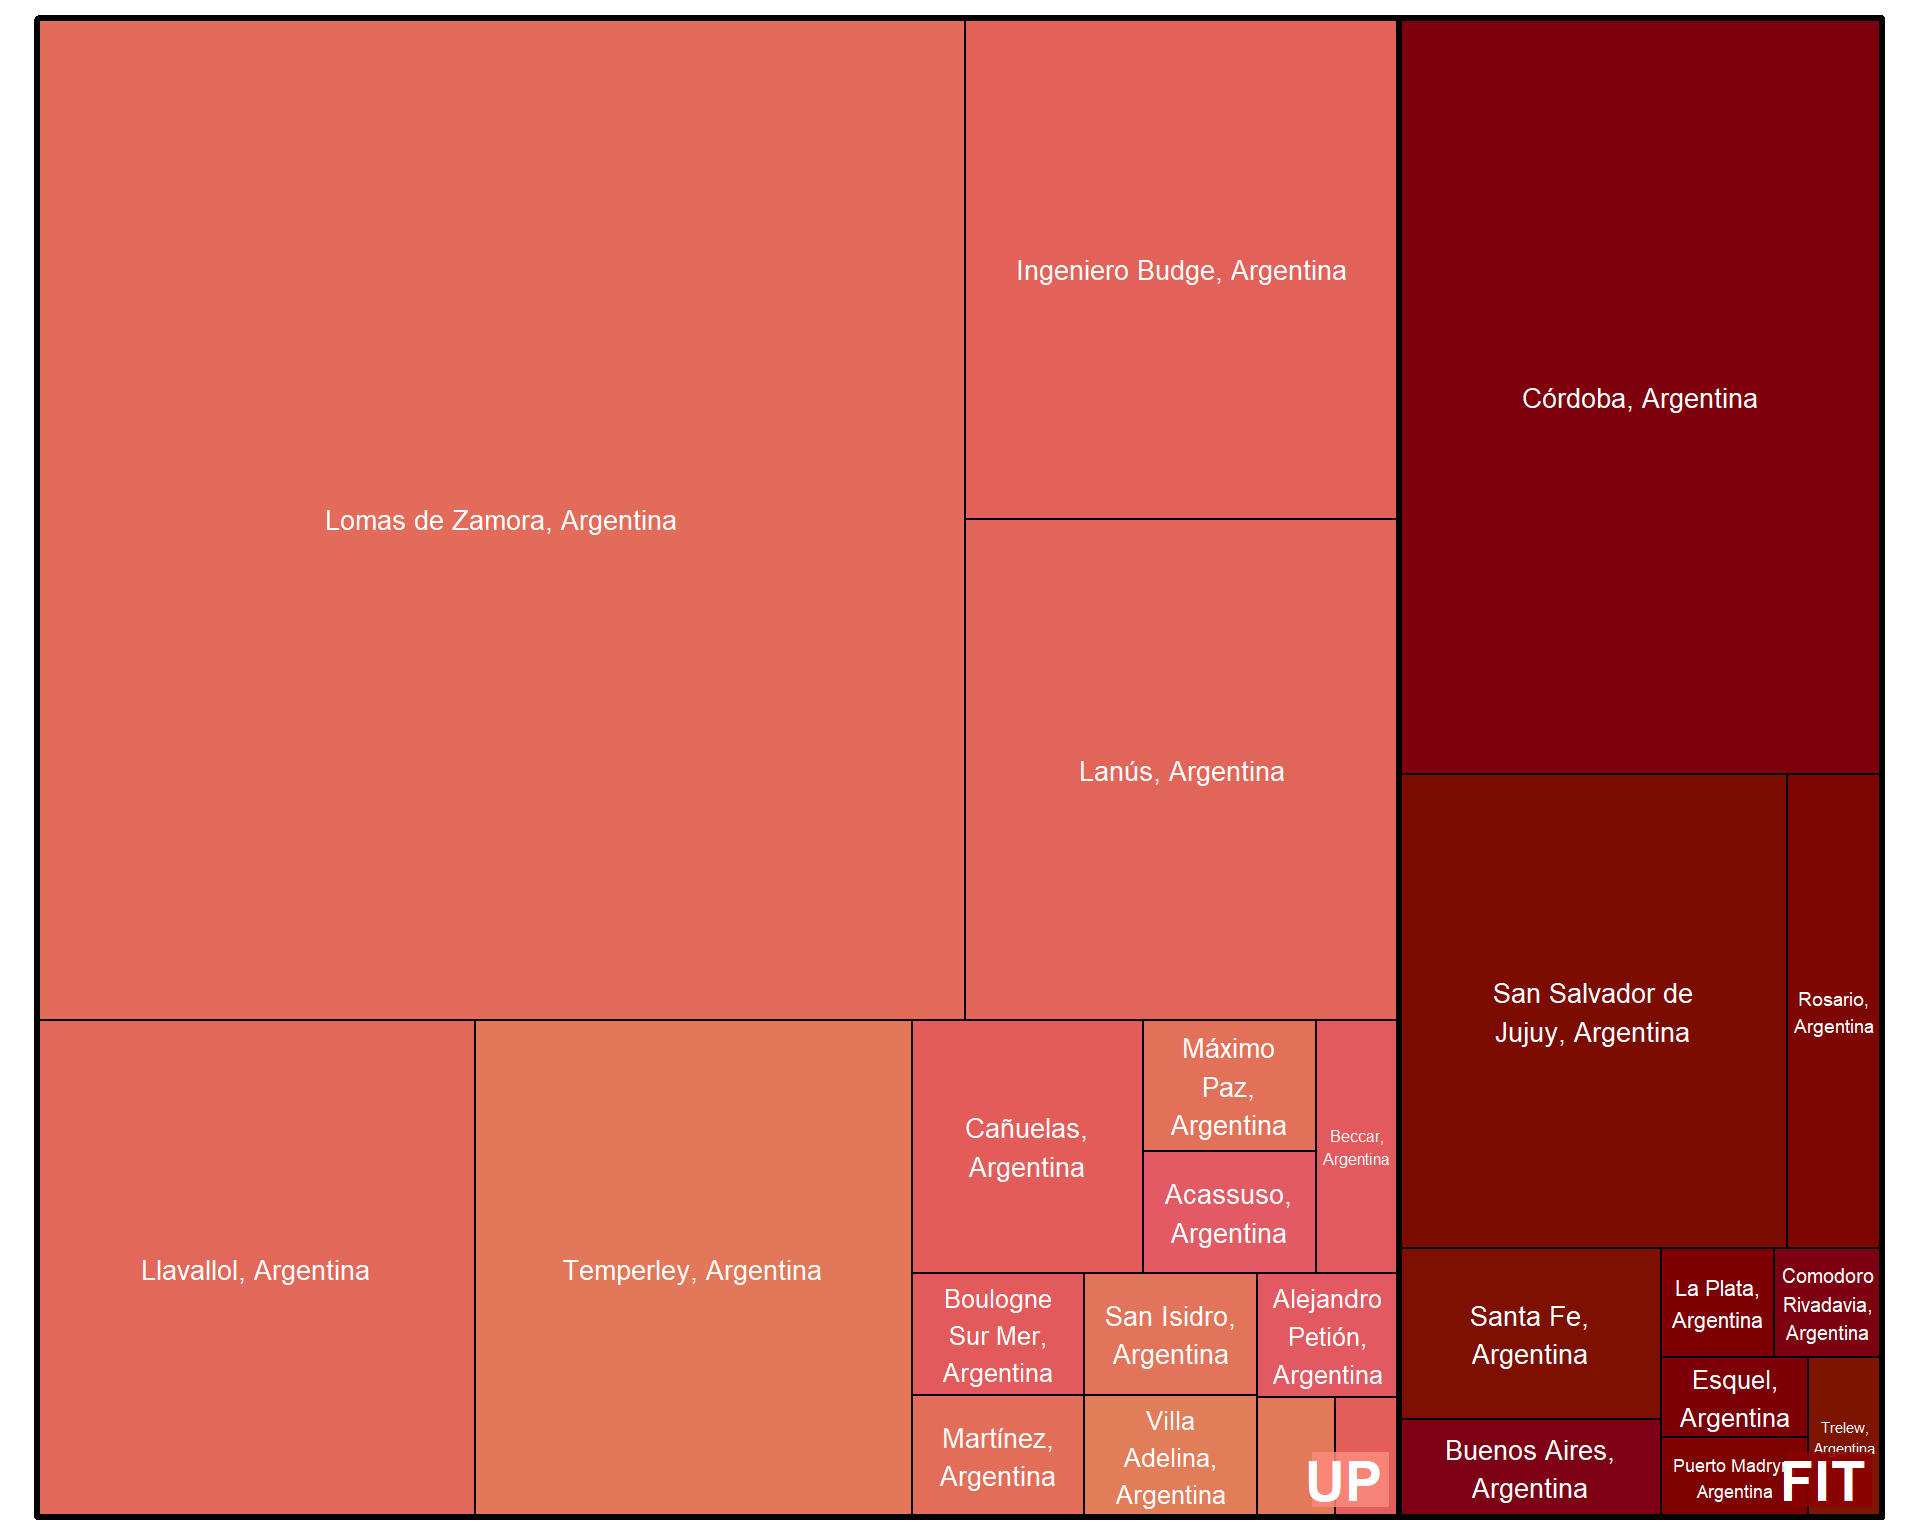 Lomas de Zamora, Argentina
Ingeniero Budge, Argentina
Lanús, Argentina
Llavallol, Argentina
Temperley, Argentina
Cañuelas,
Argentina
Máximo
Paz,
Argentina
Acassuso,
Argentina
Beccar,
Argentina
Boulogne
Sur Mer,
Argentina
San Isidro,
Argentina
Alejandro
Petión,
Argentina
Martínez,
Argentina
Villa
Adelina,
Argentina
UP
Córdoba, Argentina
San Salvador de
Jujuy, Argentina
Rosario,
Argentina
Santa Fe,
Argentina
La Plata,
Argentina
Comodoro
Rivadavia,
Argentina
Esquel,
Argentina
Trelew,
Argentina
Buenos Aires,
Argentina
Puerto Madryn
Argentina
FIT